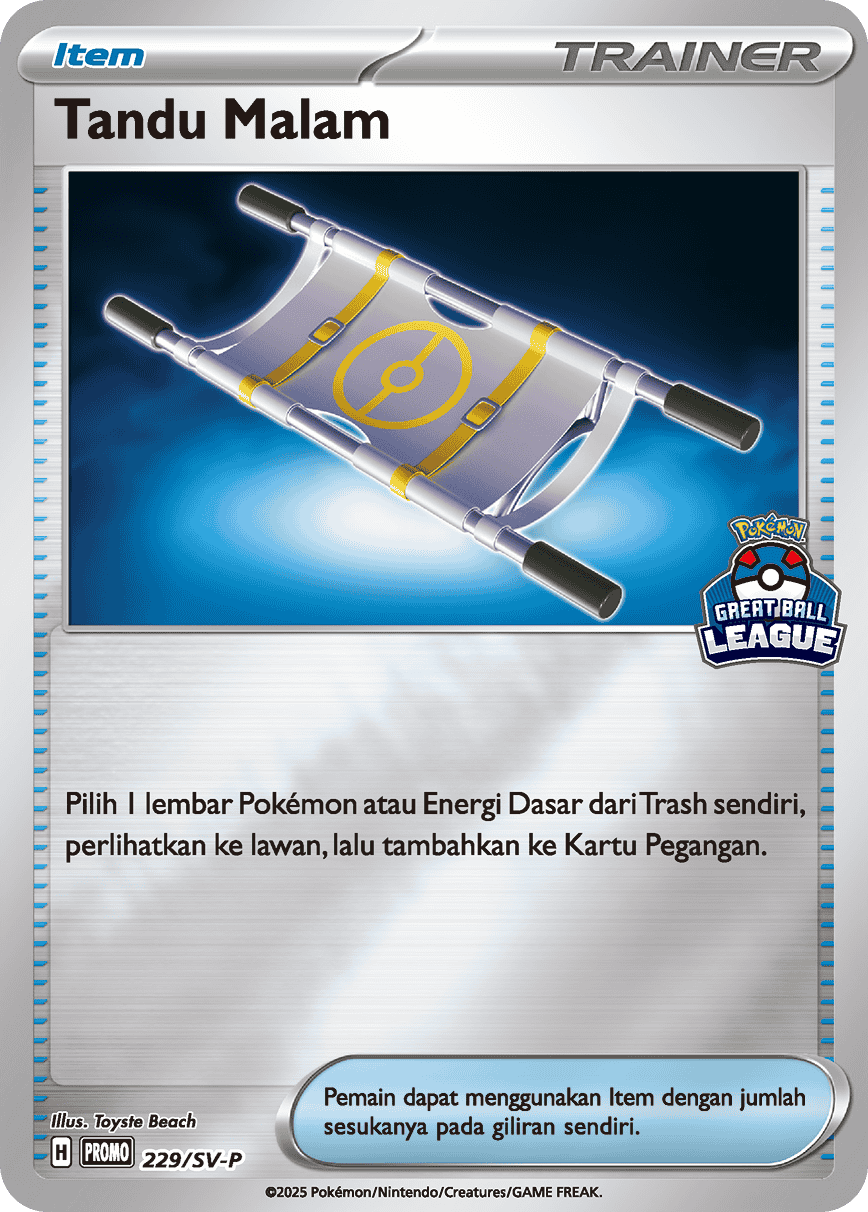 Item
TRAINER
Tandu Malam
Pokémon
GREAT BALL
LEAGUE
Pilih 1 lembar Pokémon atau Energi Dasar dari Trash sendiri,
perlihatkan ke lawan, lalu tambahkan ke Kartu Pegangan.
Pemain dapat menggunakan Item dengan jumlah
sesukanya pada giliran sendiri.
Illus. Toyste Beach
H PROMO 229/SV-P
©2025 Pokémon/Nintendo/Creatures/GAME FREAK.